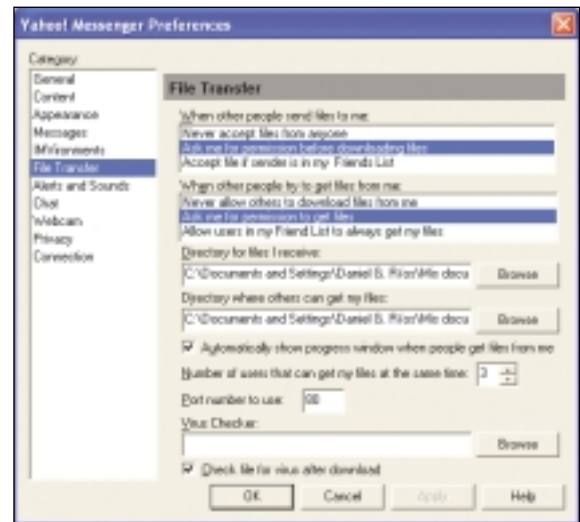 Yahoo! Messenger Preferences
Category:
General
Content
Appearance
Messages
IMVironments
File Transfer
Alerts and Sounds
Chat
Webcam
Privacy
Connection
File Transfer
When other people send files to me:
Never accept files from anyone
Ask me for permission before downloading files
Accept file if sender is in my Friends List
When other people try to get files from me:
Never allow others to download files from me
Ask me for permission to get files
Allow users in my Friend List to always get my files
Directory for files I receive:
C:\Documents and Settings\Daniel G. Ríos\Mis docu
Browse
Directory where others can get my files:
C:\Documents and Settings\Daniel G. Ríos\Mis docu
Browse
Automatically show progress window when people get files from me
Number of users that can get my files at the same time: 3
Port number to use: 80
Virus Checker:
Browse
Check file for virus after download
OK
Cancel
Apply
Help